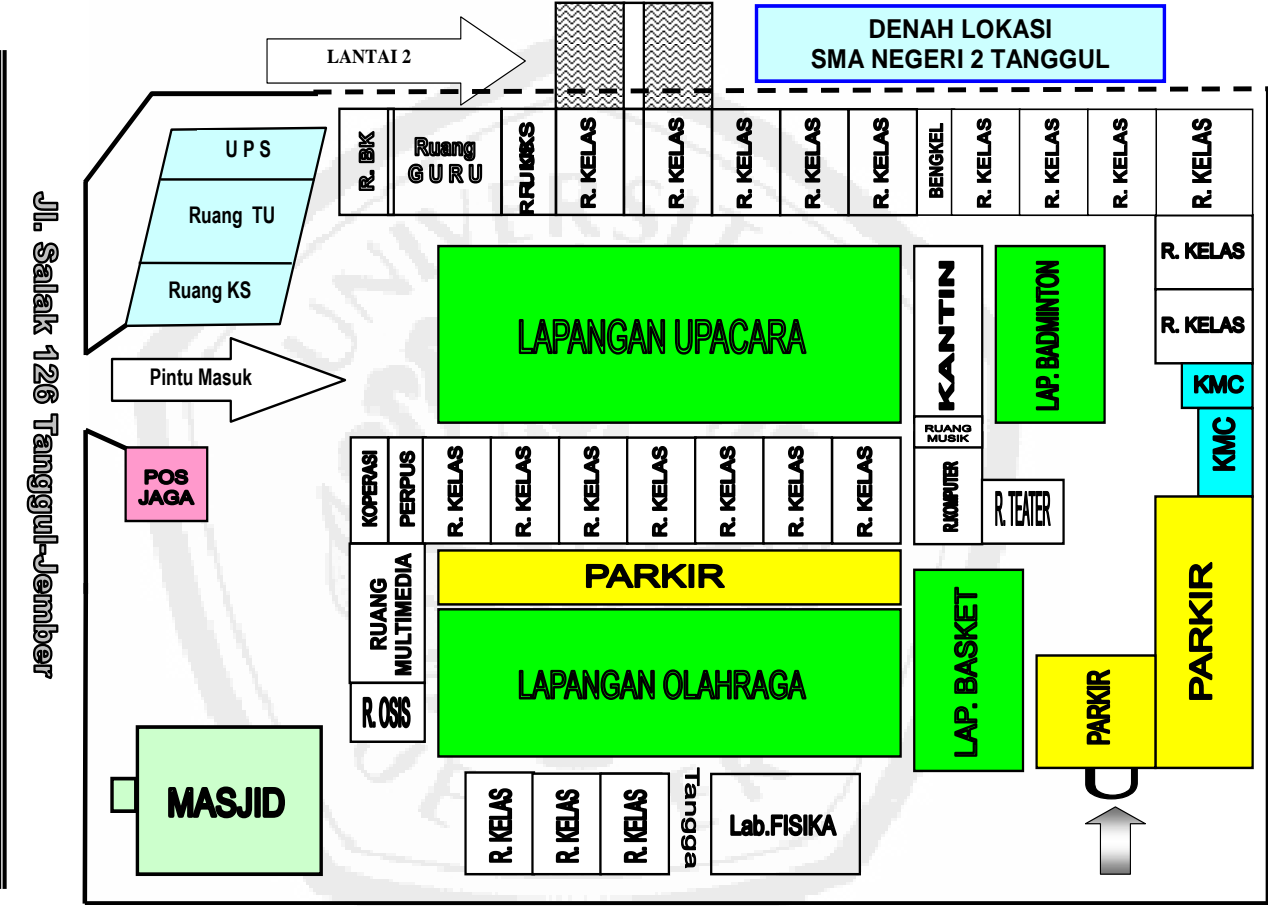 DENAH LOKASI
SMA NEGERI 2 TANGGUL
LANTAI 2
U P S
Ruang TU
Ruang KS
R. BK
Ruang
G U R U
R. KELAS
R. KELAS
R. KELAS
R. KELAS
R. KELAS
BENGKEL
R. KELAS
R. KELAS
R. KELAS
R. KELAS
R. KELAS
R. KELAS
KMC
KMC
Jl. Salak 126 Tanggul-Jember
Pintu Masuk
LAPANGAN UPACARA
KANTIN
LAP. BADMINTON
RUANG
MUSIK
R.KOMPUTER
R. TEATER
POS
JAGA
KOPERASI
PERPUS
R. KELAS
R. KELAS
R. KELAS
R. KELAS
R. KELAS
R. KELAS
R. KELAS
RUANG
MULTIMEDIA
PARKIR
LAPANGAN OLAHRAGA
LAP. BASKET
PARKIR
PARKIR
R. OSIS
MASJID
R. KELAS
R. KELAS
R. KELAS
Tangga
Lab.FISIKA
UNIVERSIT